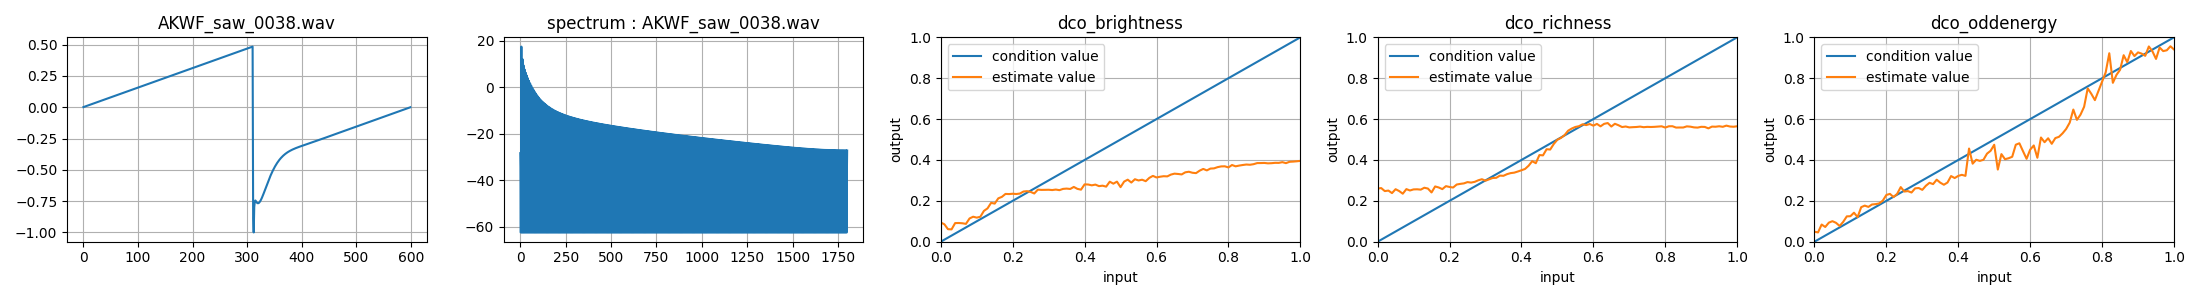 AKWF_saw_0038.wav
0.50
0.25
0.00
−0.25
−0.50
−0.75
−1.00
0 100 200 300 400 500 600
spectrum : AKWF_saw_0038.wav
20
0
−20
−40
−60
0 250 500 750 1000 1250 1500 1750
dco_brightness
condition value
estimate value
output
1.0
0.8
0.6
0.4
0.2
0.0
0.0 0.2 0.4 0.6 0.8 1.0
input
dco_richness
condition value
estimate value
output
1.0
0.8
0.6
0.4
0.2
0.0
0.0 0.2 0.4 0.6 0.8 1.0
input
dco_oddenergy
condition value
estimate value
output
1.0
0.8
0.6
0.4
0.2
0.0
0.0 0.2 0.4 0.6 0.8 1.0
input